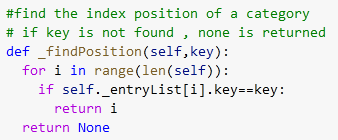 #find the index position of a category
# if key is not found , none is returned
def _findPosition(self,key):
  for i in range(len(self)):
    if self._entryList[i].key==key:
      return i
  return None